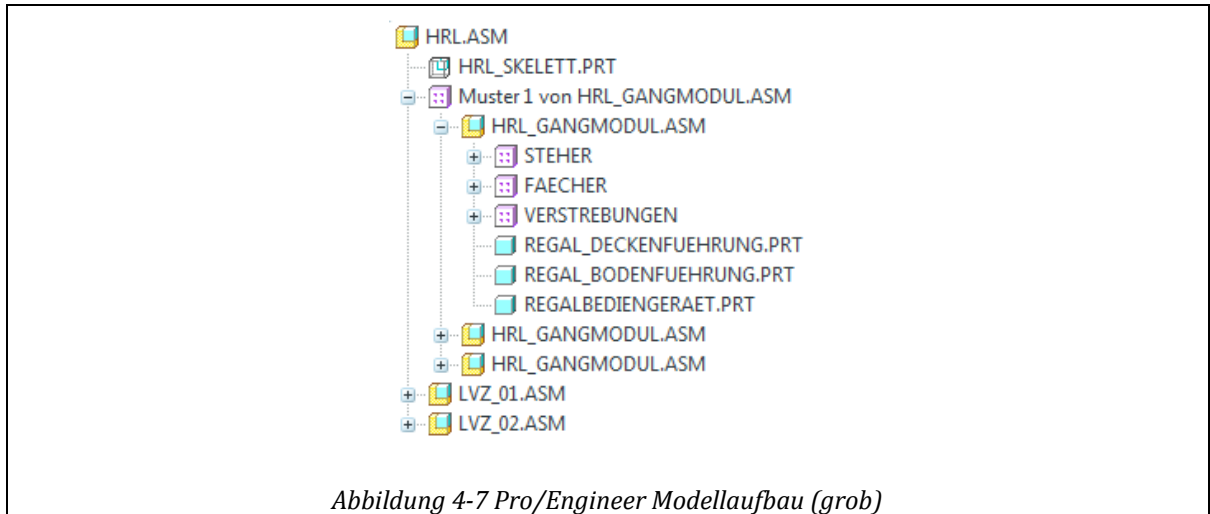 HRL.ASM
HRL_SKELETT.PRT
Muster 1 von HRL_GANGMODUL.ASM
HRL_GANGMODUL.ASM
STEHER
FAECHER
VERSTREBUNGEN
REGAL_DECKENFUEHRUNG.PRT
REGAL_BODENFUEHRUNG.PRT
REGALBEDIENGERAET.PRT
HRL_GANGMODUL.ASM
HRL_GANGMODUL.ASM
LVZ_01.ASM
LVZ_02.ASM
Abbildung 4-7 Pro/Engineer Modellaufbau (grob)